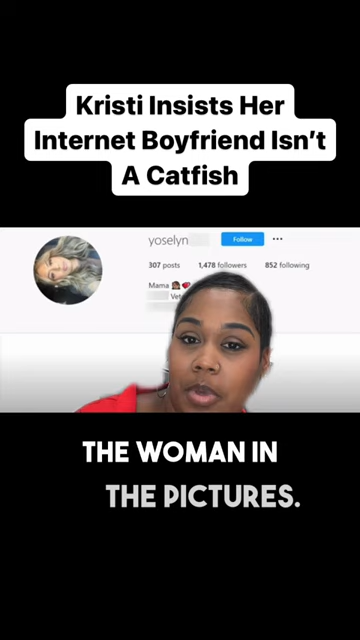 Kristi Insists Her
Internet Boyfriend Isn't
A Catfish
yoselyn
Follow
307 posts 1,478 followers 852 following
Mama
Vet
THE WOMAN IN
THE PICTURES.